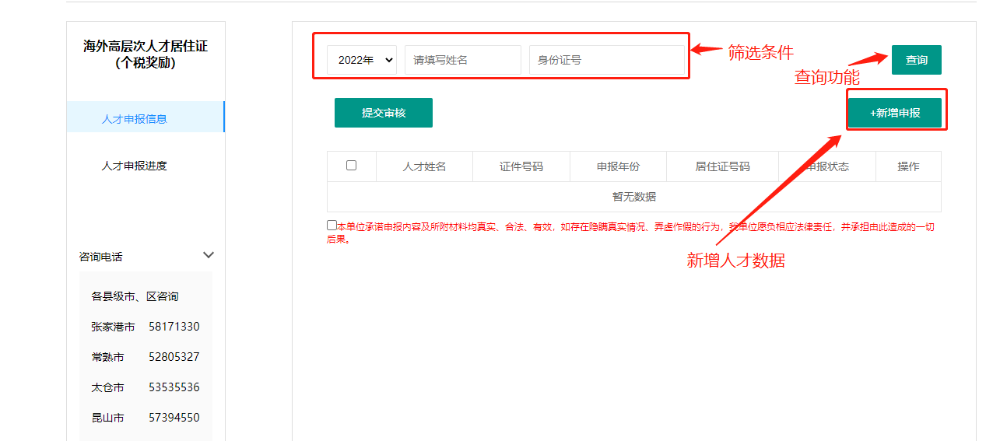 海外高层次人才居住证
(个税奖励)
人才申报信息
人才申报进度
咨询电话
各县级市、区咨询
张家港市 58171330
常熟市 52805327
太仓市 53535536
昆山市 57394550
2022年 请填写姓名 身份证号 筛选条件 查询
查询功能
提交审核 +新增申报
人才姓名 证件号码 申报年份 居住证号码 申报状态 操作
暂无数据
本单位承诺申报内容及所附材料均真实、合法、有效，如存在隐瞒真实情况、弄虚作假的行为，我单位愿负相应法律责任，并承担由此造成的一切
后果。
新增人才数据